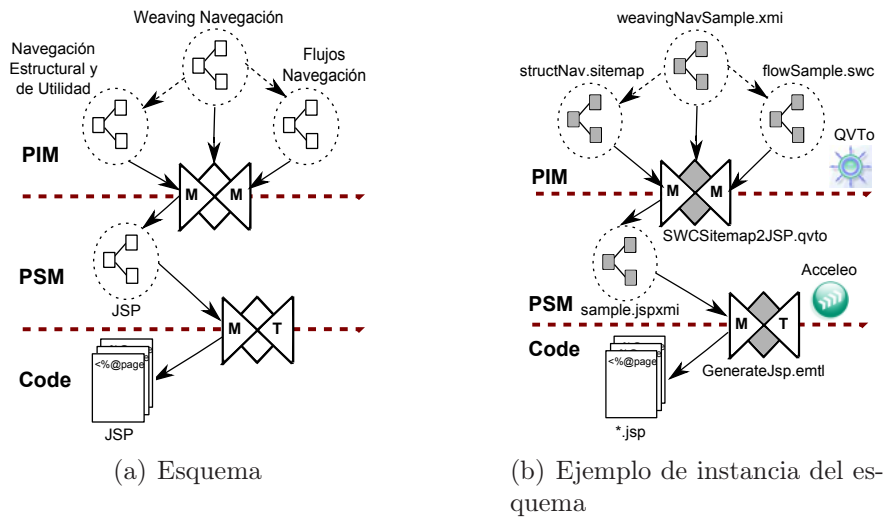 Weaving Navegación
Navegación
Estructural y
de Utilidad
Flujos
Navegación
PIM
M M
PSM
JSP
M T
Code
<%@page
JSP
(a) Esquema
weavingNavSample.xmi
structNav.sitemap
flowSample.swc
QVTo
PIM
M M
SWCSitemap2JSP.qvto
Acceleo
PSM
sample.jspxmi
M T
Code
<%@page
GenerateJsp.emtl
*.jsp
(b) Ejemplo de instancia del es-
quema